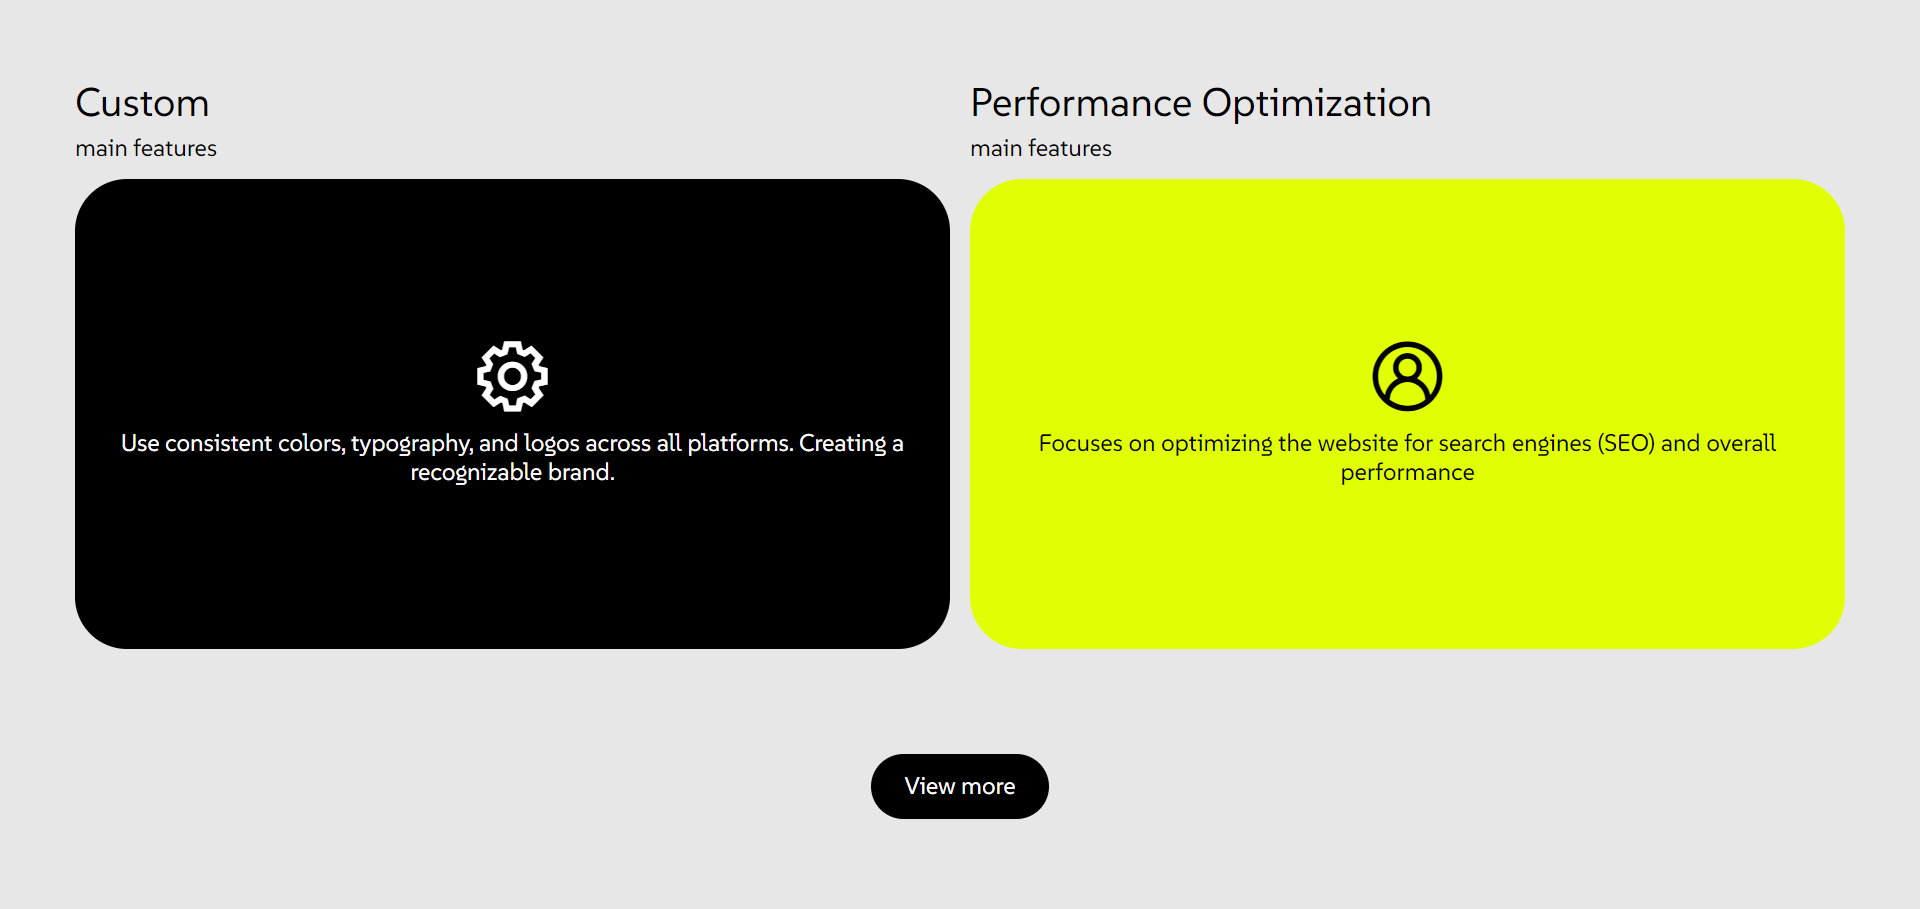 Custom
main features
Use consistent colors, typography, and logos across all platforms. Creating a
recognizable brand.
Performance Optimization
main features
Focuses on optimizing the website for search engines (SEO) and overall
performance
View more